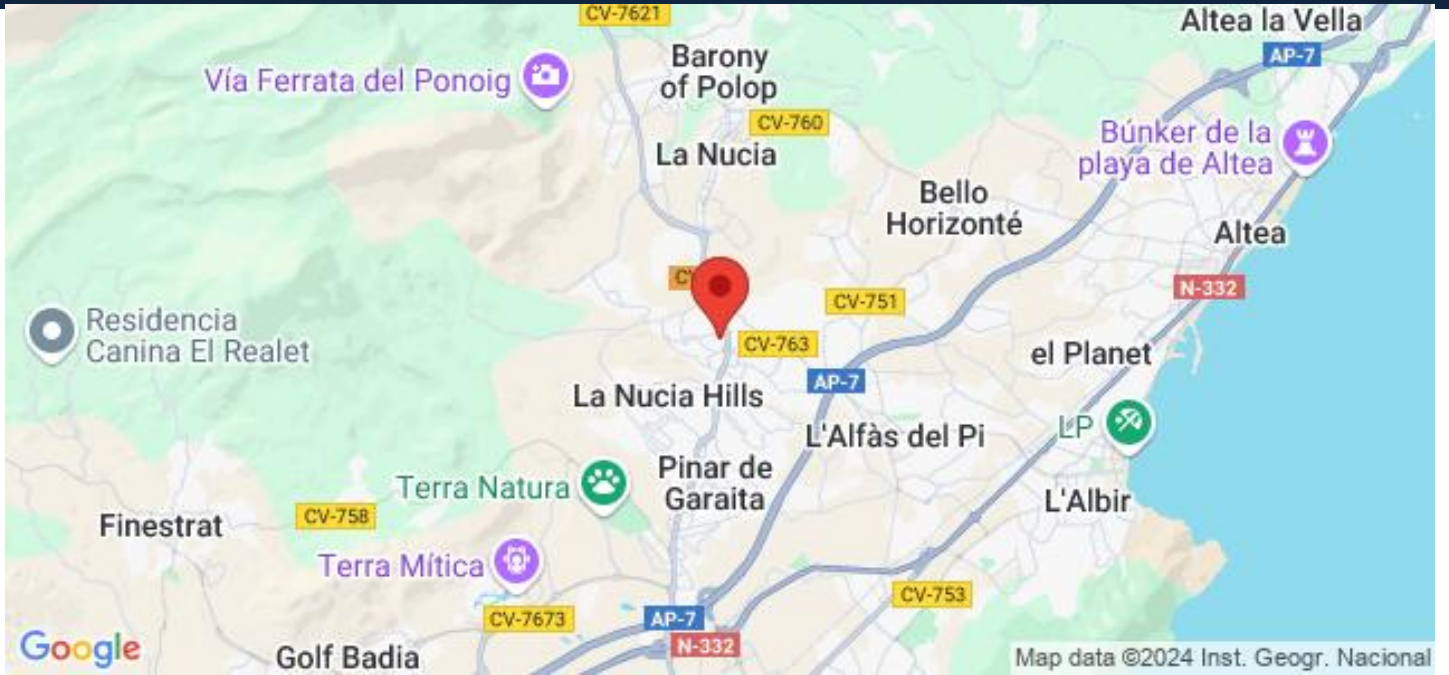 CV-7621
Altea la Vella
AP-7
Barony
of Polop
Vía Ferrata del Ponoig
CV-760
Búnker de la
playa de Altea
La Nucia
Bello
Horizonté
Altea
N-332
CV-751
Residencia
Canina El Realet
CV-763
el Planet
AP-7
La Nucia Hills
L'Alfàs del Pi
LP
Pinar de
Garaita
Terra Natura
L'Albir
Finestrat
CV-758
Terra Mítica
CV-753
CV-7673
AP-7
N-332
Google
Golf Badia
Map data ©2024 Inst. Geogr. Nacional